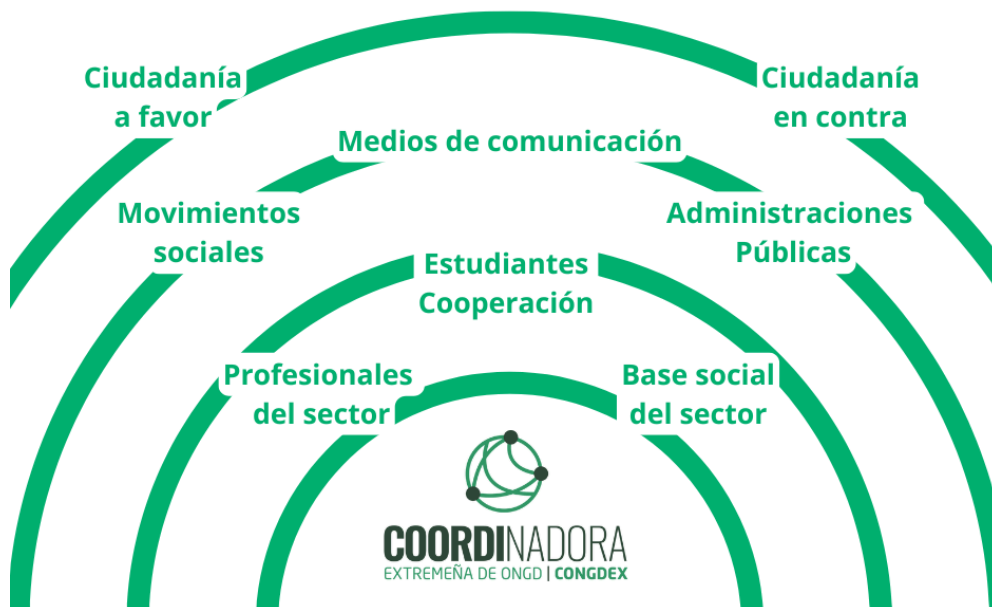 Ciudadanía
a favor
Ciudadanía
en contra
Medios de comunicación
Movimientos
sociales
Administraciones
Públicas
Estudiantes
Cooperación
Profesionales
del sector
Base social
del sector
COORDINADORA
EXTREMEÑA DE ONGD | CONGDEX